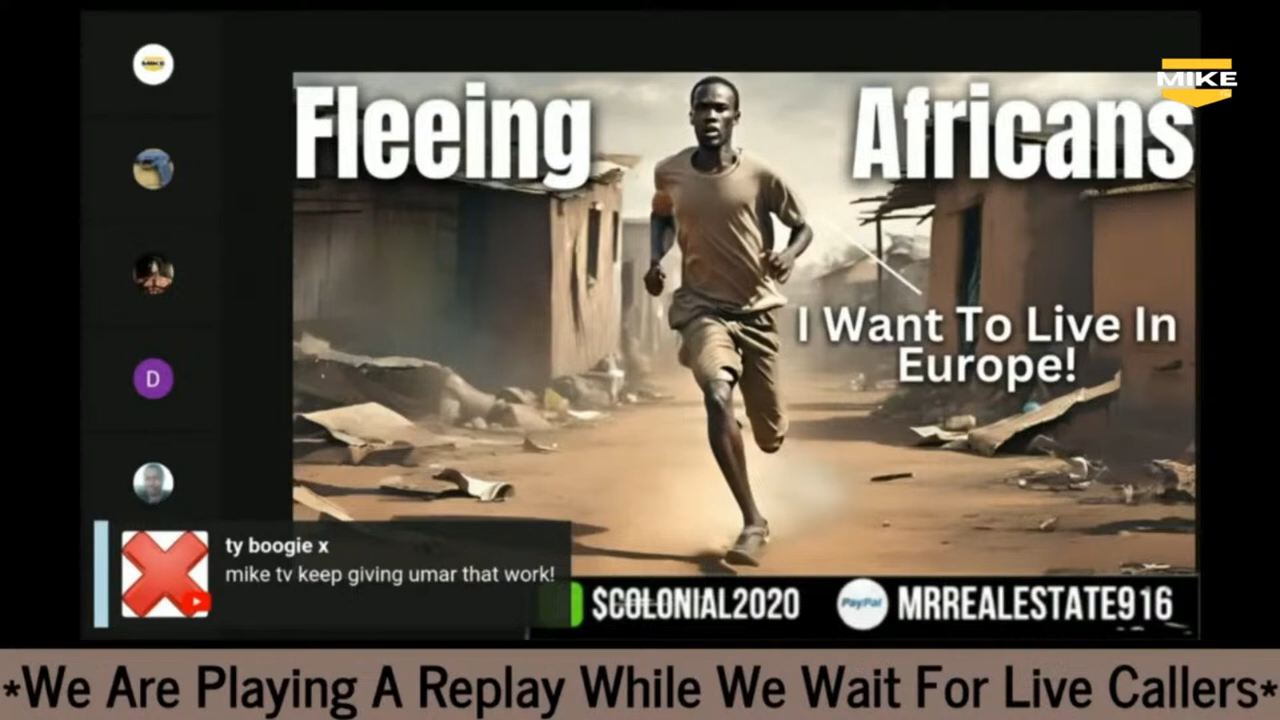 MIKE
MIKE
Fleeing Africans
I Want To Live In
Europe!
D
ty boogie x
mike tv keep giving umar that work!
$COLONIAL2020
PayPal
MRREALESTATE916
*We Are Playing A Replay While We Wait For Live Callers*